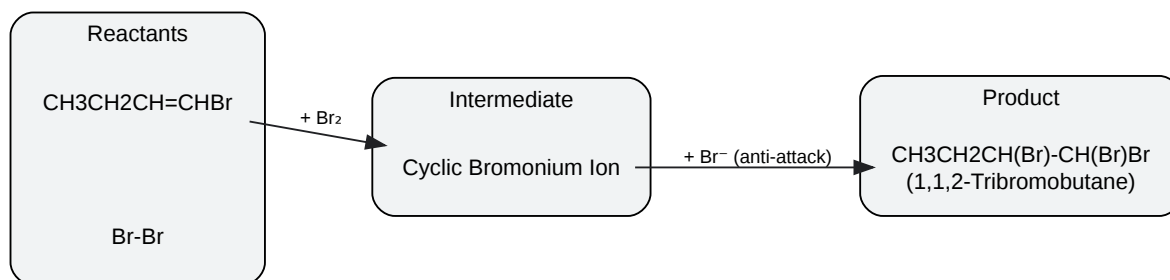 Reactants
CH3CH2CH=CHBr
Br-Br
+ Br₂
Intermediate
Cyclic Bromonium Ion
+ Br⁻ (anti-attack)
Product
CH3CH2CH(Br)-CH(Br)Br
(1,1,2-Tribromobutane)